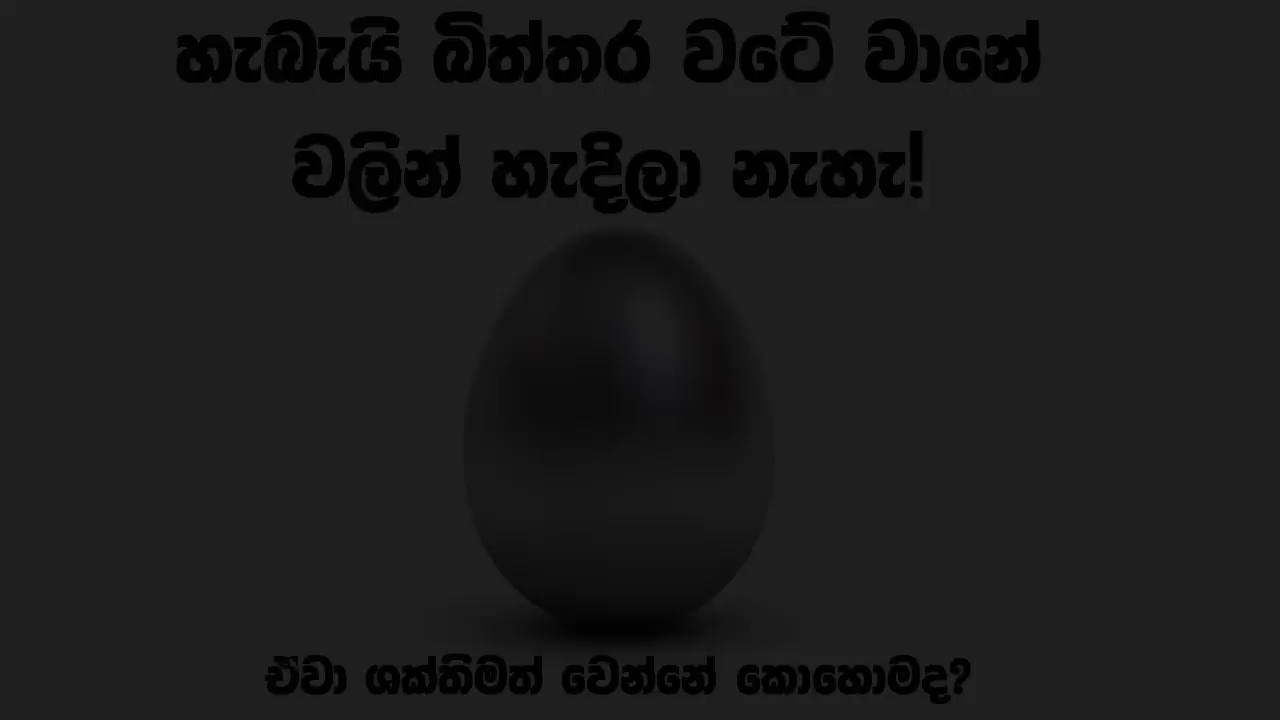 හැබැයි බිත්තර වටේ වානේ
වලින් හැදිලා නැහැ!
ඒවා ශක්තිමත් වෙන්නේ කොහොමද?